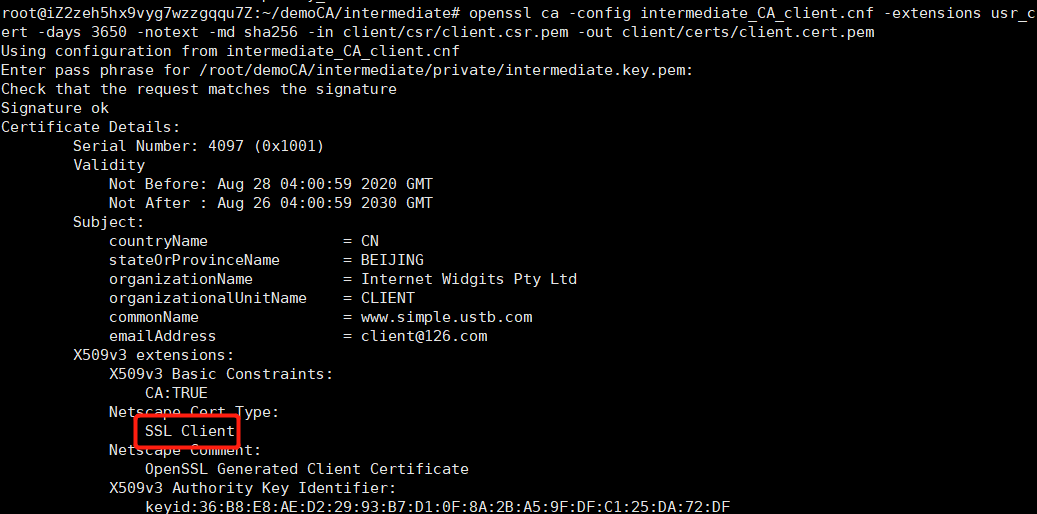 root@iZ2zeh5hx9vyg7wzzgqqu7Z:~/demoCA/intermediate# openssl ca -config intermediate_CA_client.cnf -extensions usr_c
ert -days 3650 -notext -md sha256 -in client/csr/client.csr.pem -out client/certs/client.cert.pem
Using configuration from intermediate_CA_client.cnf
Enter pass phrase for /root/demoCA/intermediate/private/intermediate.key.pem:
Check that the request matches the signature
Signature ok
Certificate Details:
        Serial Number: 4097 (0x1001)
        Validity
            Not Before: Aug 28 04:00:59 2020 GMT
            Not After : Aug 26 04:00:59 2030 GMT
        Subject:
            countryName               = CN
            stateOrProvinceName       = BEIJING
            organizationName          = Internet Widgits Pty Ltd
            organizationalUnitName    = CLIENT
            commonName                = www.simple.ustb.com
            emailAddress              = client@126.com
        X509v3 extensions:
            X509v3 Basic Constraints:
                CA:TRUE
            Netscape Cert Type:
                SSL Client
            Netscape Comment:
                OpenSSL Generated Client Certificate
            X509v3 Authority Key Identifier:
                keyid:36:B8:E8:AE:D2:29:93:B7:D1:0F:8A:2B:A5:9F:DF:C1:25:DA:72:DF